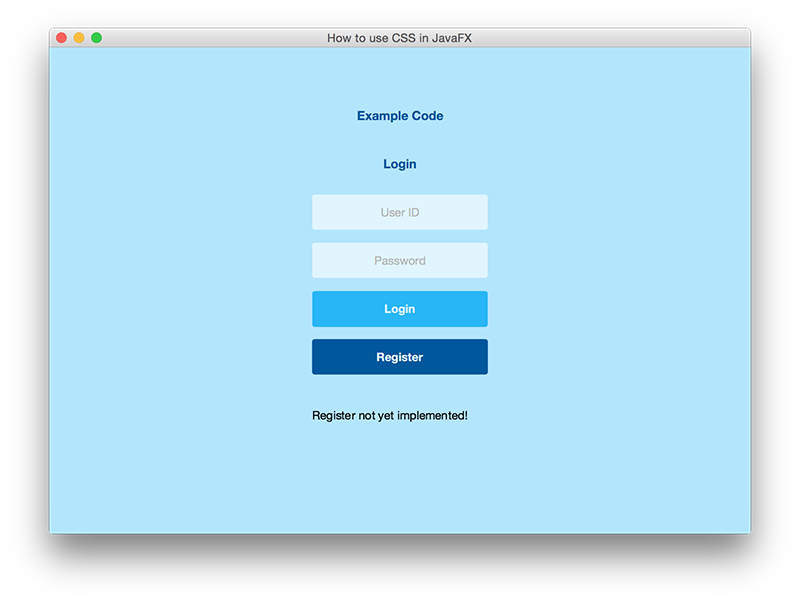 How to use CSS in JavaFX
Example Code
Login
User ID
Password
Login
Register
Register not yet implemented!